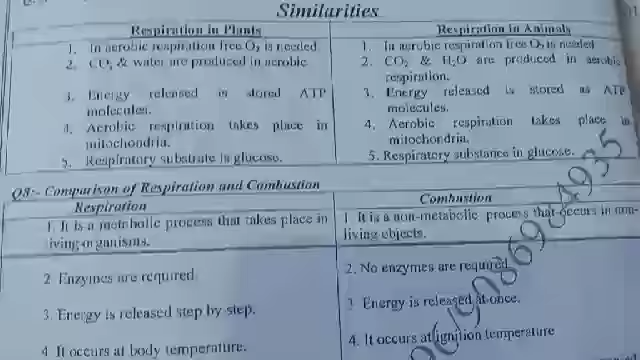 Similarities
Respiration in Plants
1. In aerobic respiration free O₂ is needed
2. CO₂ & water are produced in aerobic
3. Energy released is stored ATP
molecules.
4. Aerobic respiration takes place in
mitochondria.
5. Respiratory substrate is glucose.
Respiration in Animals
1. In aerobic respiration free O₂ is needed
2. CO₂ & H₂O are produced in aerobic
respiration.
3. Energy released is stored as ATP
molecules.
4. Aerobic respiration takes place in
mitochondria.
5. Respiratory substance in glucose.
Q8:- Comparison of Respiration and Combustion
Respiration
1 It is a metabolic process that takes place in
living organisms.
2 Enzymes are required
3. Energy is released step by step.
4 It occurs at body temperature.
Combustion
1 It is a non-metabolic process that occurs in non-
living objects.
2. No enzymes are required
3 Energy is released at once.
4. It occurs at ignition temperature